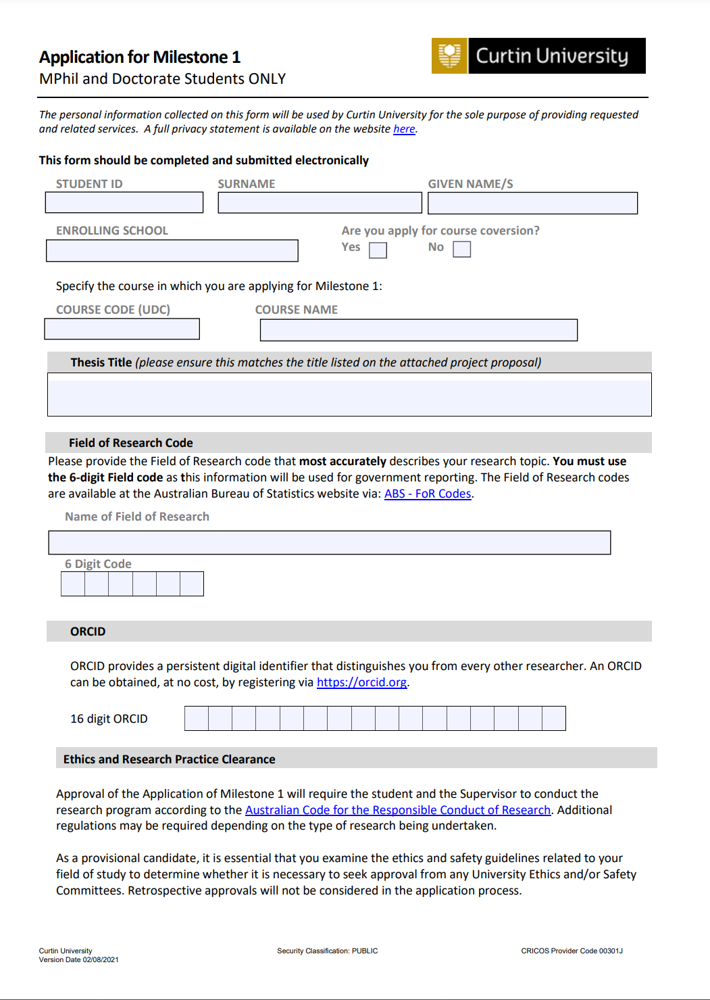 Application for Milestone 1
MPhil and Doctorate Students ONLY
Curtin University
The personal information collected on this form will be used by Curtin University for the sole purpose of providing requested
and related services. A full privacy statement is available on the website here.
This form should be completed and submitted electronically
STUDENT ID SURNAME GIVEN NAME/S
ENROLLING SCHOOL Are you apply for course coversion?
Yes No
Specify the course in which you are applying for Milestone 1:
COURSE CODE (UDC) COURSE NAME
Thesis Title (please ensure this matches the title listed on the attached project proposal)
Field of Research Code
Please provide the Field of Research code that most accurately describes your research topic. You must use
the 6-digit Field code as this information will be used for government reporting. The Field of Research codes
are available at the Australian Bureau of Statistics website via: ABS - FoR Codes.
Name of Field of Research
6 Digit Code
ORCID
ORCID provides a persistent digital identifier that distinguishes you from every other researcher. An ORCID
can be obtained, at no cost, by registering via https://orcid.org.
16 digit ORCID
Ethics and Research Practice Clearance
Approval of the Application of Milestone 1 will require the student and the Supervisor to conduct the
research program according to the Australian Code for the Responsible Conduct of Research. Additional
regulations may be required depending on the type of research being undertaken.
As a provisional candidate, it is essential that you examine the ethics and safety guidelines related to your
field of study to determine whether it is necessary to seek approval from any University Ethics and/or Safety
Committees. Retrospective approvals will not be considered in the application process.
Curtin University Security Classification: PUBLIC CRICOS Provider Code 00301J
Version Date 02/08/2021